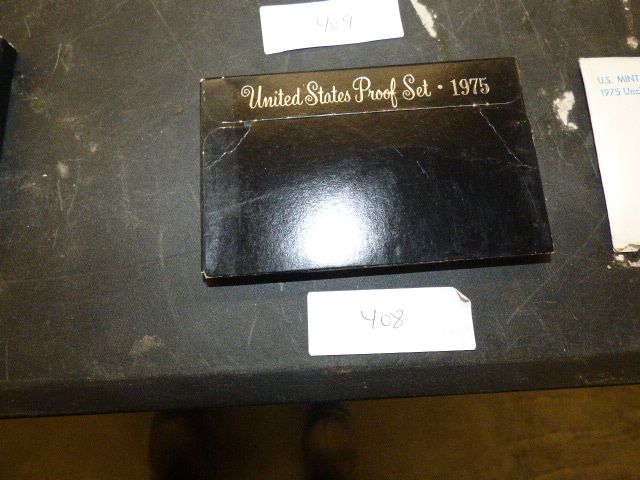 409
United States Proof Set · 1975
U.S. MINT
1975 Unc
408